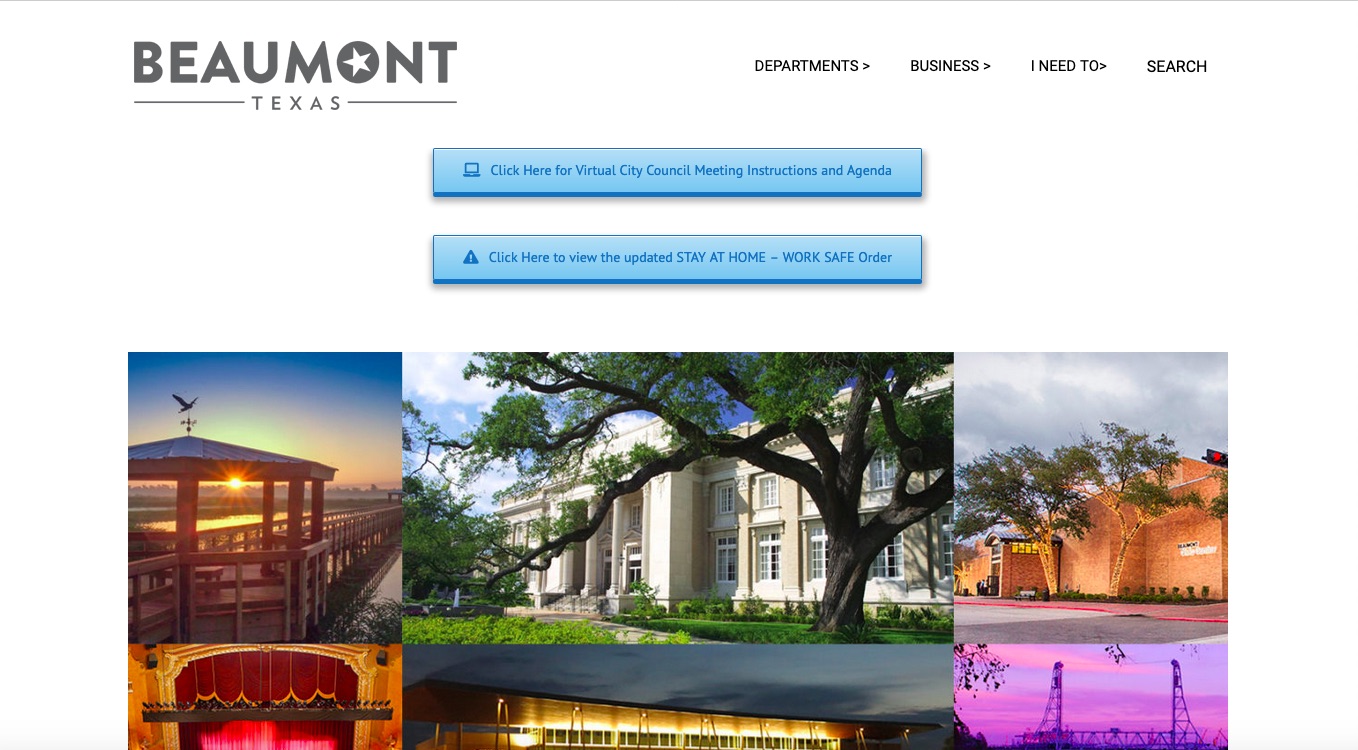 BEAUMONT
TEXAS
DEPARTMENTS >
BUSINESS >
I NEED TO>
SEARCH
Click Here for Virtual City Council Meeting Instructions and Agenda
Click Here to view the updated STAY AT HOME – WORK SAFE Order
BEAUMONT